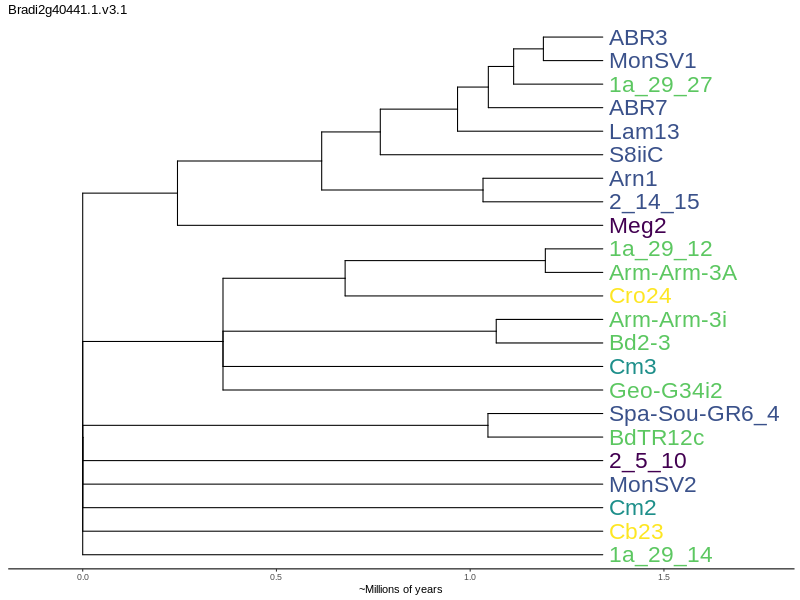 Bradi2g40441.1.v3.1
ABR3
MonSV1
1a_29_27
ABR7
Lam13
S8iiC
Arn1
2_14_15
Meg2
1a_29_12
Arm-Arm-3A
Cro24
Arm-Arm-3i
Bd2-3
Cm3
Geo-G34i2
Spa-Sou-GR6_4
BdTR12c
2_5_10
MonSV2
Cm2
Cb23
1a_29_14
0.0 0.5 1.0 1.5
~Millions of years